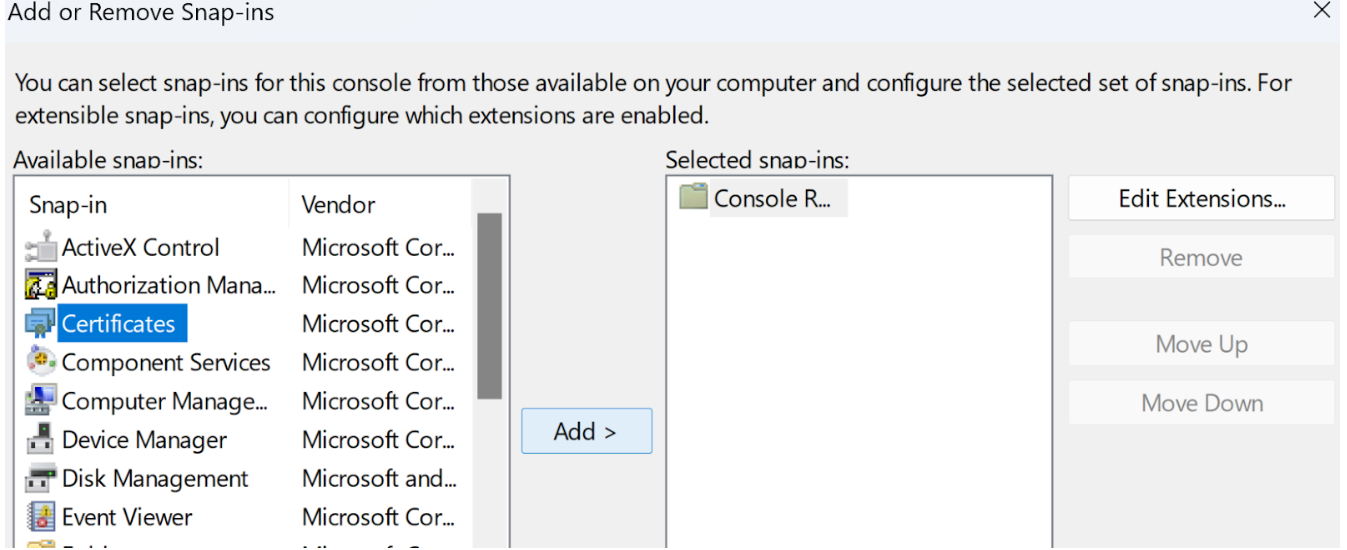 Add or Remove Snap-ins
You can select snap-ins for this console from those available on your computer and configure the selected set of snap-ins. For
extensible snap-ins, you can configure which extensions are enabled.
Available snap-ins:
Snap-in Vendor
ActiveX Control Microsoft Cor...
Authorization Mana... Microsoft Cor...
Certificates Microsoft Cor...
Component Services Microsoft Cor...
Computer Manage... Microsoft Cor...
Device Manager Microsoft Cor...
Disk Management Microsoft and...
Event Viewer Microsoft Cor...
Add >
Selected snap-ins:
Console R...
Edit Extensions...
Remove
Move Up
Move Down